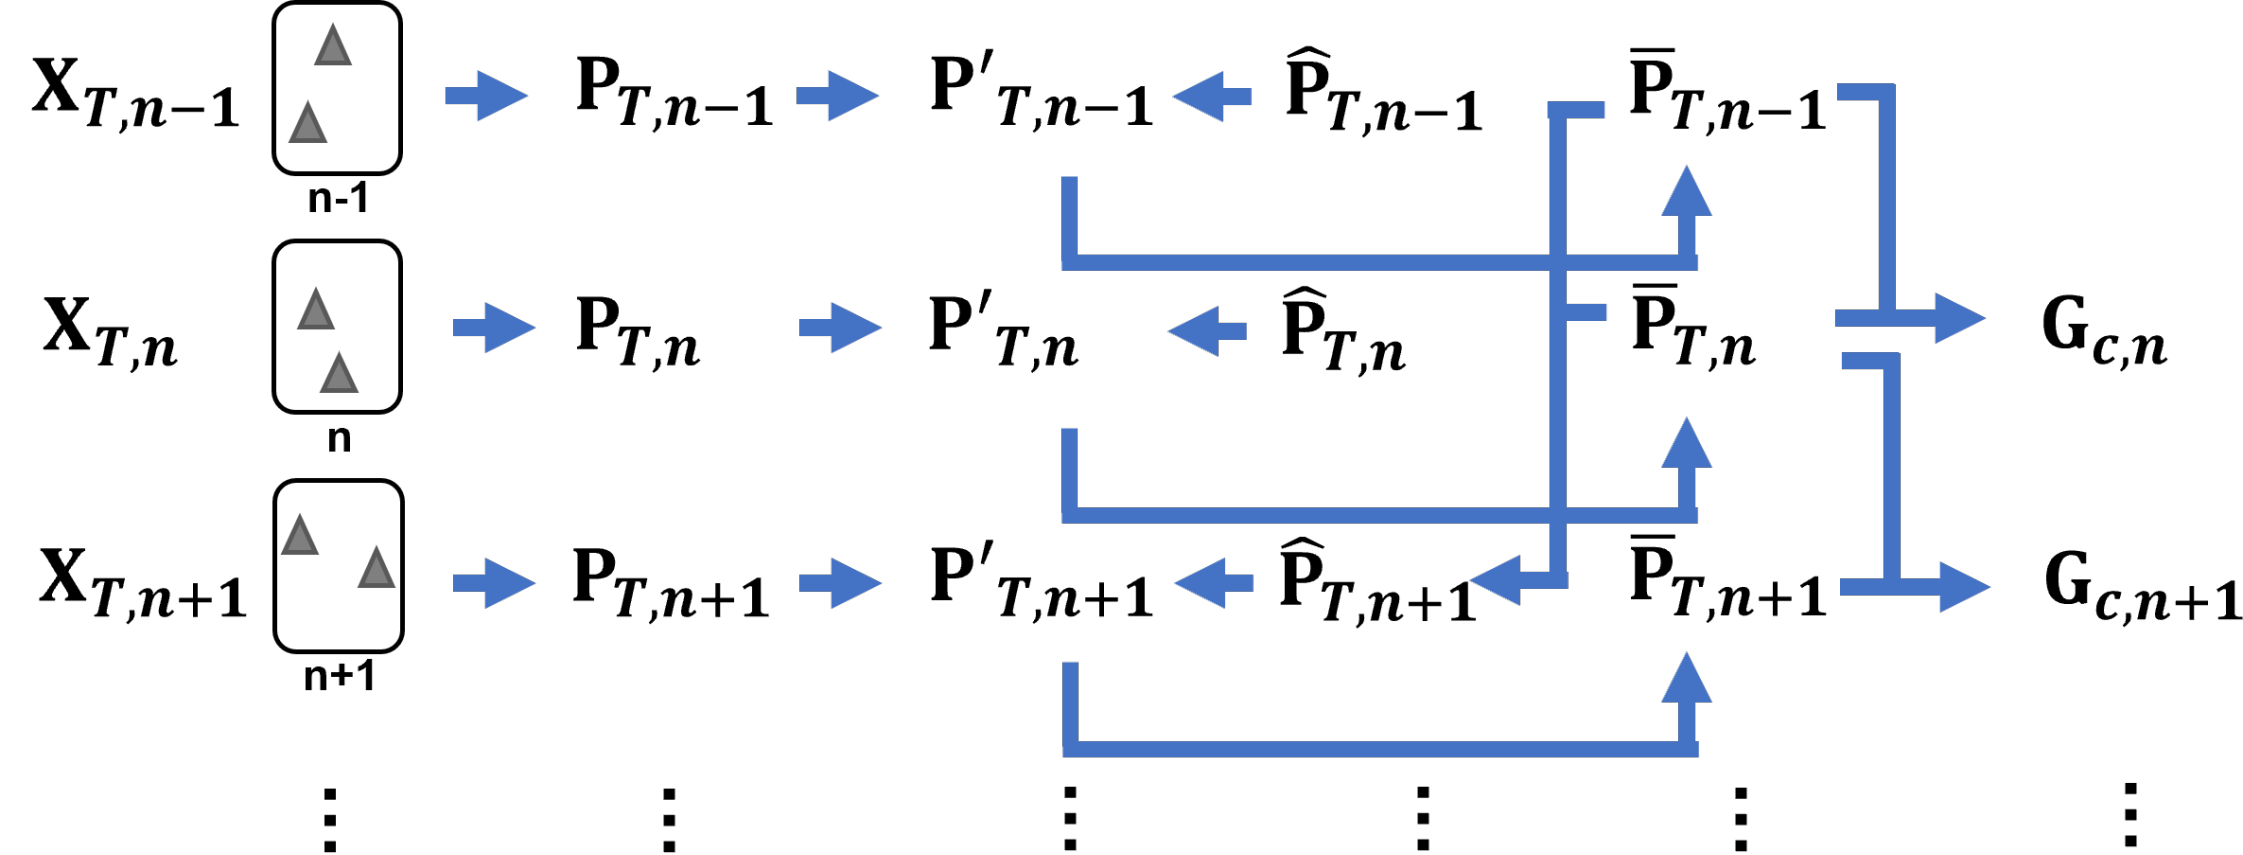 X_{T,n−1} P_{T,n−1} P′_{T,n−1} P̂_{T,n−1} P̅_{T,n−1}
n-1
X_{T,n} P_{T,n} P′_{T,n} P̂_{T,n} P̅_{T,n} G_{c,n}
n
X_{T,n+1} P_{T,n+1} P′_{T,n+1} P̂_{T,n+1} P̅_{T,n+1} G_{c,n+1}
n+1